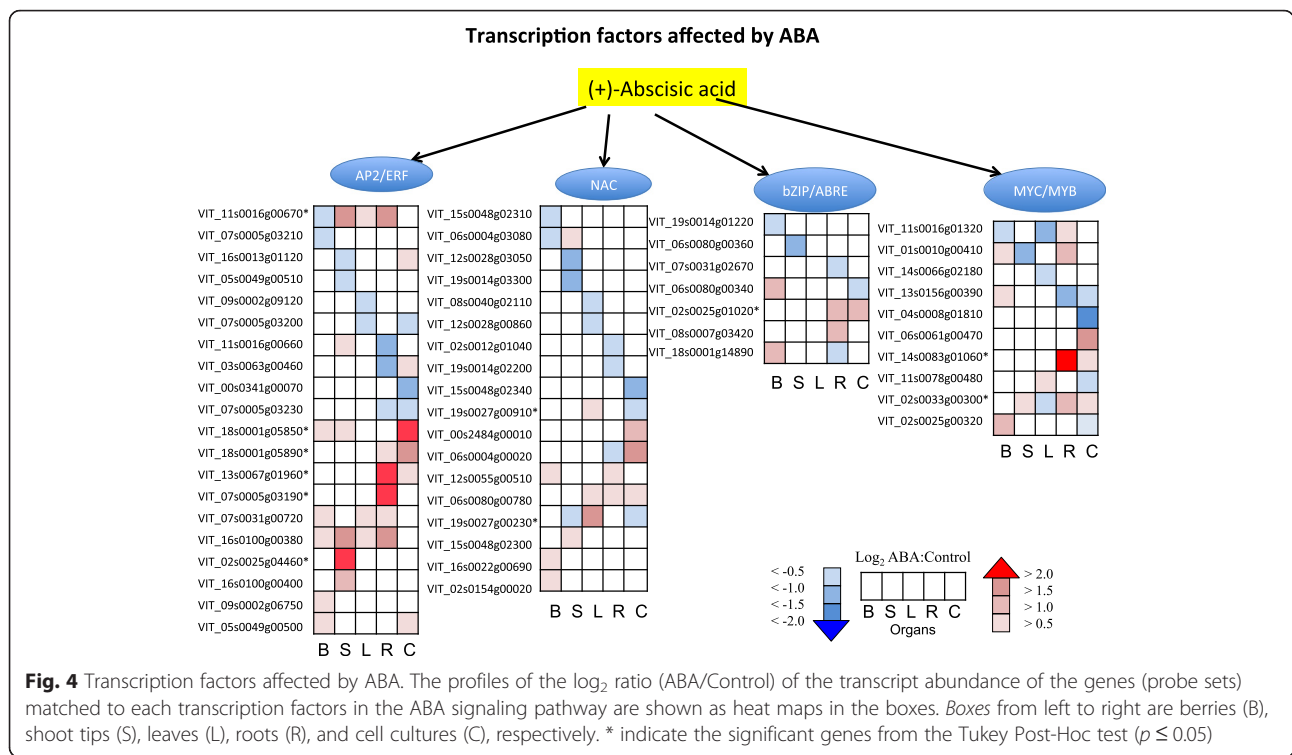 Transcription factors affected by ABA
(+)-Abscisic acid
AP2/ERF
VIT_11s0016g00670*
VIT_07s0005g03210
VIT_16s0013g01120
VIT_05s0049g00510
VIT_09s0002g09120
VIT_07s0005g03200
VIT_11s0016g00660
VIT_03s0063g00460
VIT_00s0341g00070
VIT_07s0005g03230
VIT_18s0001g05850*
VIT_18s0001g05890*
VIT_13s0067g01960*
VIT_07s0005g03190*
VIT_07s0031g00720
VIT_16s0100g00380
VIT_02s0025g04460*
VIT_16s0100g00400
VIT_09s0002g06750
VIT_05s0049g00500
B S L R C
NAC
VIT_15s0048g02310
VIT_06s0004g03080
VIT_12s0028g03050
VIT_19s0014g03300
VIT_08s0040g02110
VIT_12s0028g00860
VIT_02s0012g01040
VIT_19s0014g02200
VIT_15s0048g02340
VIT_19s0027g00910*
VIT_00s2484g00010
VIT_06s0004g00020
VIT_12s0055g00510
VIT_06s0080g00780
VIT_19s0027g00230*
VIT_15s0048g02300
VIT_16s0022g00690
VIT_02s0154g00020
B S L R C
bZIP/ABRE
VIT_19s0014g01220
VIT_06s0080g00360
VIT_07s0031g02670
VIT_06s0080g00340
VIT_02s0025g01020*
VIT_08s0007g03420
VIT_18s0001g14890
B S L R C
MYC/MYB
VIT_11s0016g01320
VIT_01s0010g00410
VIT_14s0066g02180
VIT_13s0156g00390
VIT_04s0008g01810
VIT_06s0061g00470
VIT_14s0083g01060*
VIT_11s0078g00480
VIT_02s0033g00300*
VIT_02s0025g00320
B S L R C
< -0.5
< -1.0
< -1.5
< -2.0
Log₂ ABA:Control
B S L R C
Organs
> 2.0
> 1.5
> 1.0
> 0.5
Fig. 4 Transcription factors affected by ABA. The profiles of the log₂ ratio (ABA/Control) of the transcript abundance of the genes (probe sets)
matched to each transcription factors in the ABA signaling pathway are shown as heat maps in the boxes. Boxes from left to right are berries (B),
shoot tips (S), leaves (L), roots (R), and cell cultures (C), respectively. * indicate the significant genes from the Tukey Post-Hoc test (p ≤ 0.05)